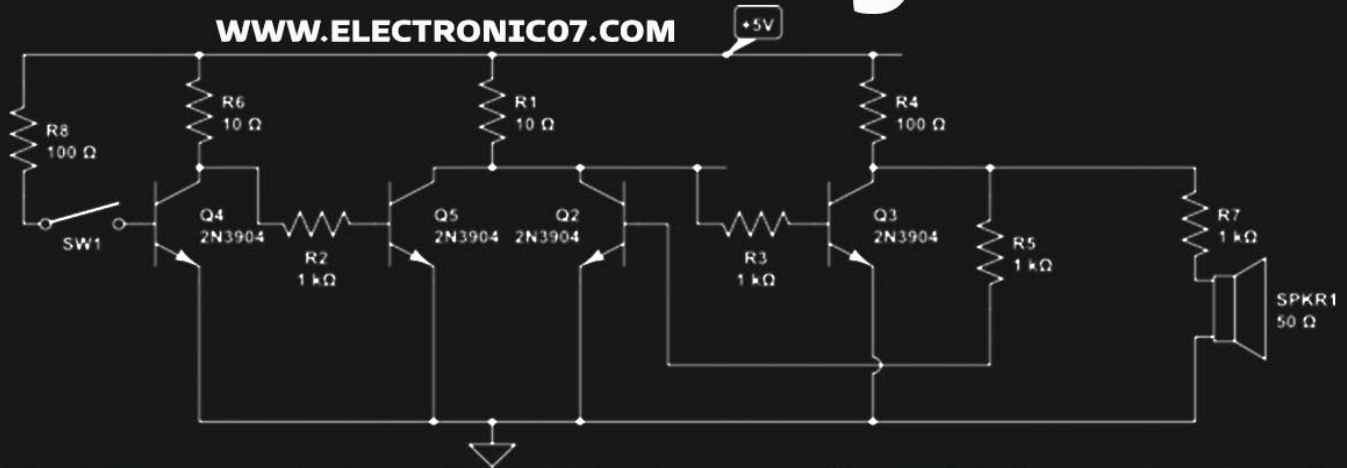 WWW.ELECTRONIC07.COM
+5V
R8
100 Ω
R6
10 Ω
R1
10 Ω
R4
100 Ω
SW1
Q4
2N3904
R2
1 kΩ
Q5
2N3904
Q2
2N3904
R3
1 kΩ
Q3
2N3904
R5
1 kΩ
R7
1 kΩ
SPKR1
50 Ω